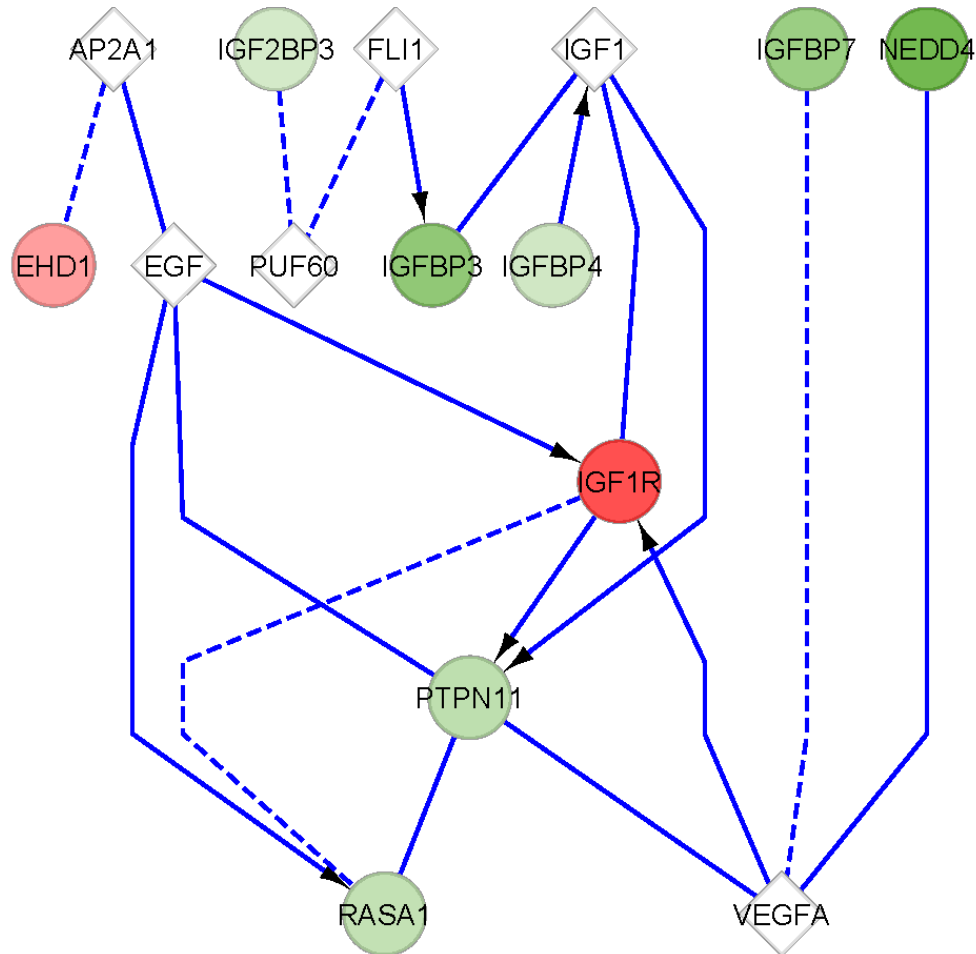 AP2A1
IGF2BP3
FLI1
IGF1
IGFBP7
NEDD4
EHD1
EGF
PUF60
IGFBP3
IGFBP4
IGF1R
PTPN11
RASA1
VEGFA